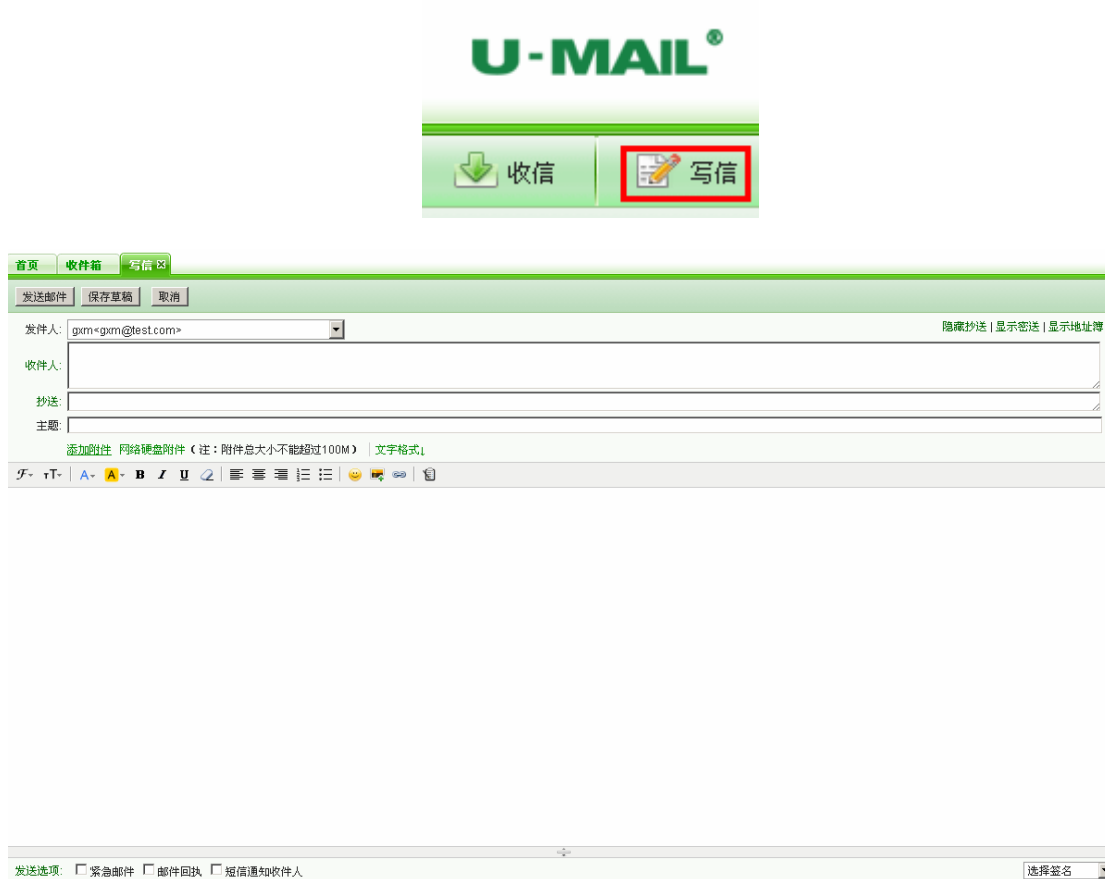 U-MAIL®
收信 写信
首页 收件箱 写信
发送邮件 保存草稿 取消
发件人: gxm<gxm@test.com> 隐藏抄送 | 显示密送 | 显示地址簿
收件人:
抄送:
主题:
添加附件 网络硬盘附件 ( 注：附件总大小不能超过100M ) 文字格式↓
F TT A A B I U
发送选项: 紧急邮件 邮件回执 短信通知收件人 选择签名